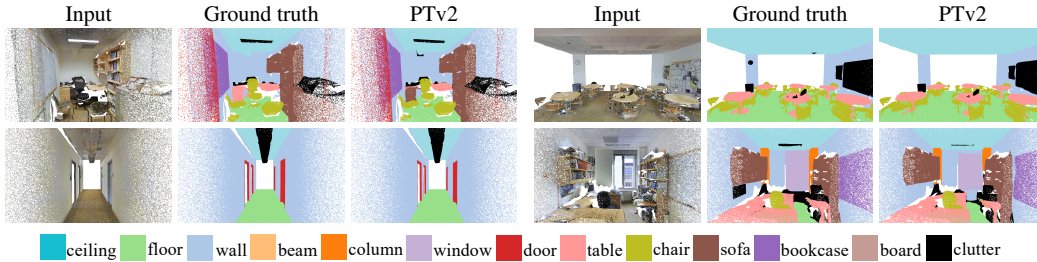 Input Ground truth PTv2 Input Ground truth PTv2
ceiling floor wall beam column window door table chair sofa bookcase board clutter